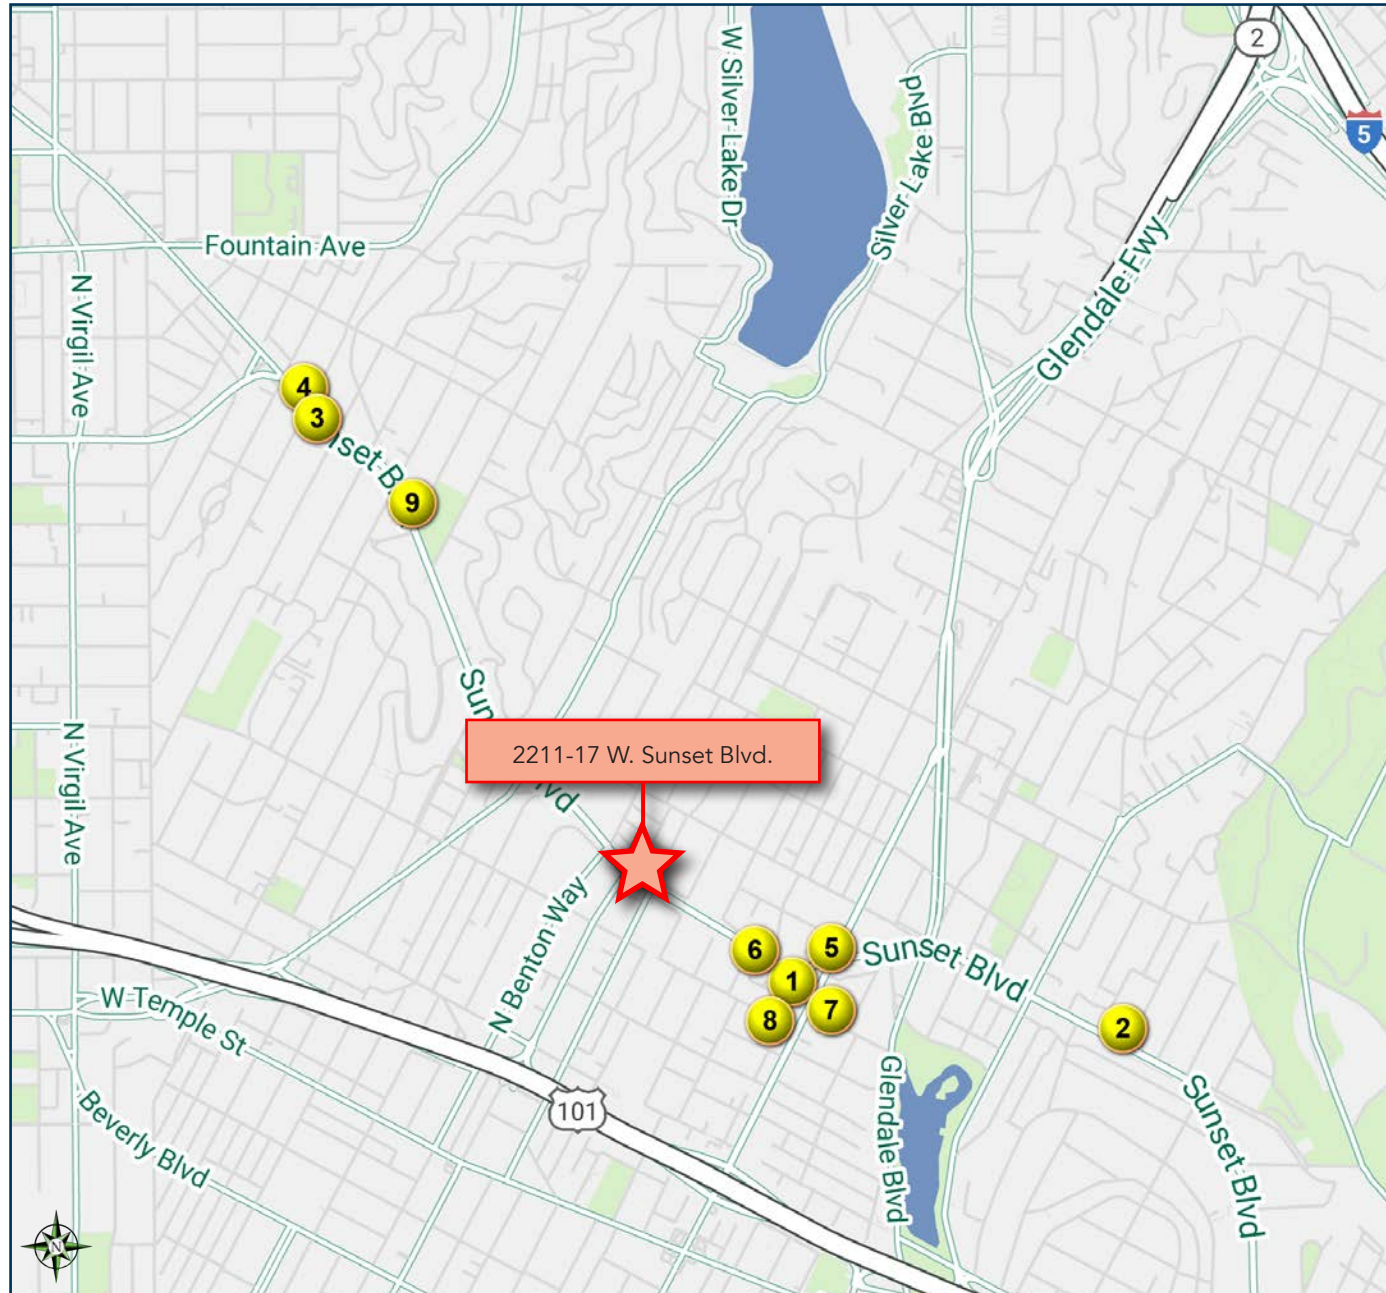 2
5
W Silver Lake Dr
Silver Lake Blvd
Fountain Ave
N Virgil Ave
Glendale Fwy
4
3
nset B
9
Sun
2211-17 W. Sunset Blvd.
lvd
N Virgil Ave
N Benton Way
6
5
Sunset Blvd
1
8
7
2
W Temple St
101
Glendale Blvd
Beverly Blvd
Sunset Blvd
N